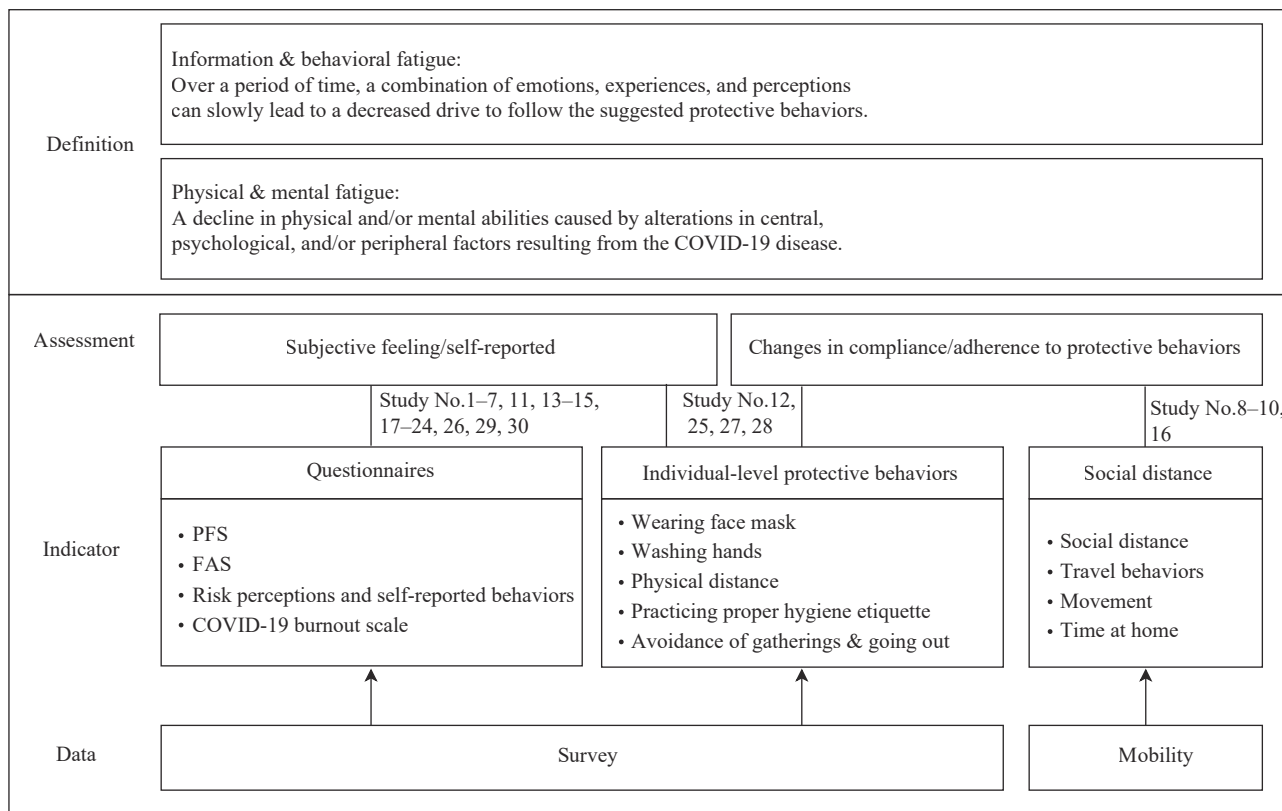 Definition
Information & behavioral fatigue:
Over a period of time, a combination of emotions, experiences, and perceptions
can slowly lead to a decreased drive to follow the suggested protective behaviors.
Physical & mental fatigue:
A decline in physical and/or mental abilities caused by alterations in central,
psychological, and/or peripheral factors resulting from the COVID-19 disease.
Assessment
Subjective feeling/self-reported
Changes in compliance/adherence to protective behaviors
Study No.1–7, 11, 13–15,
17–24, 26, 29, 30
Study No.12,
25, 27, 28
Study No.8–10,
16
Indicator
Questionnaires
• PFS
• FAS
• Risk perceptions and self-reported behaviors
• COVID-19 burnout scale
Individual-level protective behaviors
• Wearing face mask
• Washing hands
• Physical distance
• Practicing proper hygiene etiquette
• Avoidance of gatherings & going out
Social distance
• Social distance
• Travel behaviors
• Movement
• Time at home
Data
Survey
Mobility